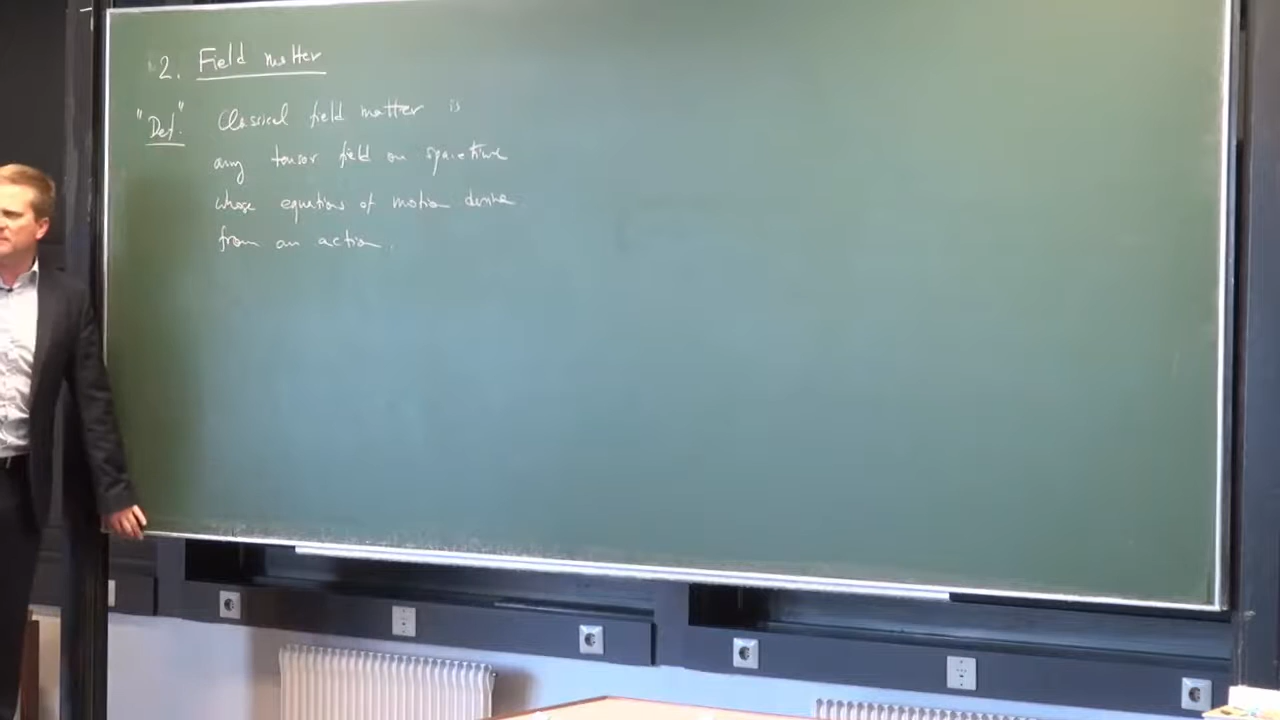 2. Field matter
"Def." Classical field matter is
any tensor field on spacetime
whose equations of motion derive
from an action.